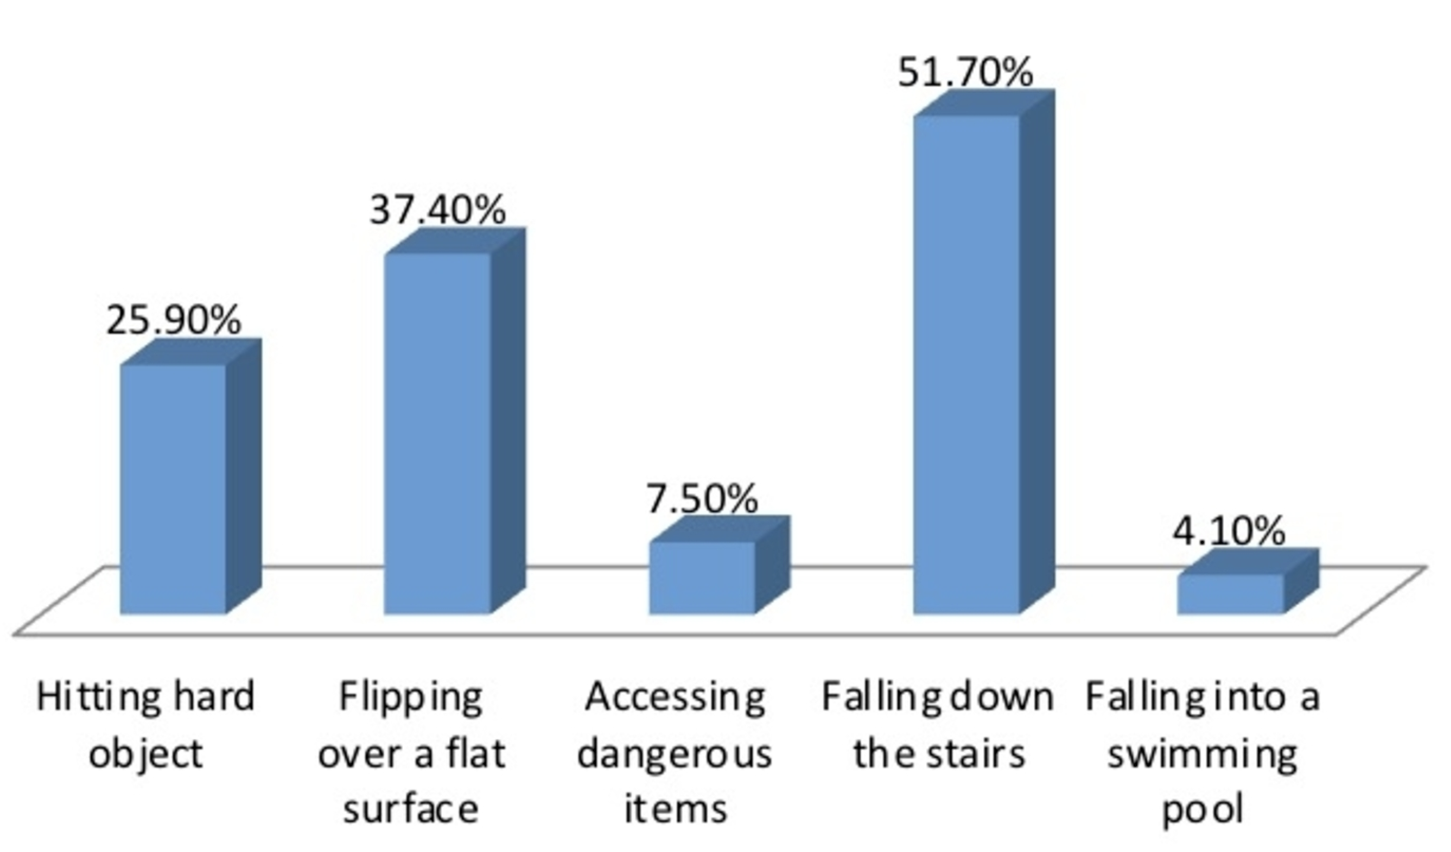 51.70%
37.40%
25.90%
7.50%
4.10%
Hitting hard
object
Flipping
over a flat
surface
Accessing
dangerous
items
Falling down
the stairs
Falling into a
swimming
pool